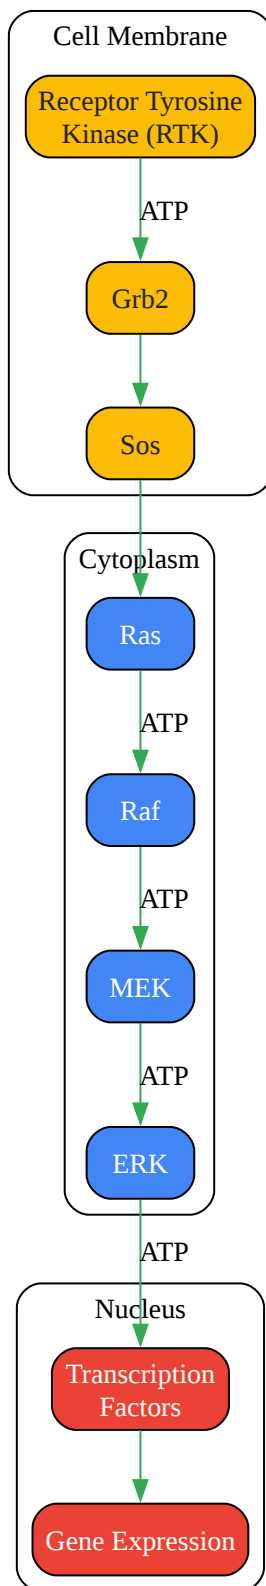 Cell Membrane
Receptor Tyrosine
Kinase (RTK)
ATP
Grb2
Sos
Cytoplasm
Ras
ATP
Raf
ATP
MEK
ATP
ERK
ATP
Nucleus
Transcription
Factors
Gene Expression